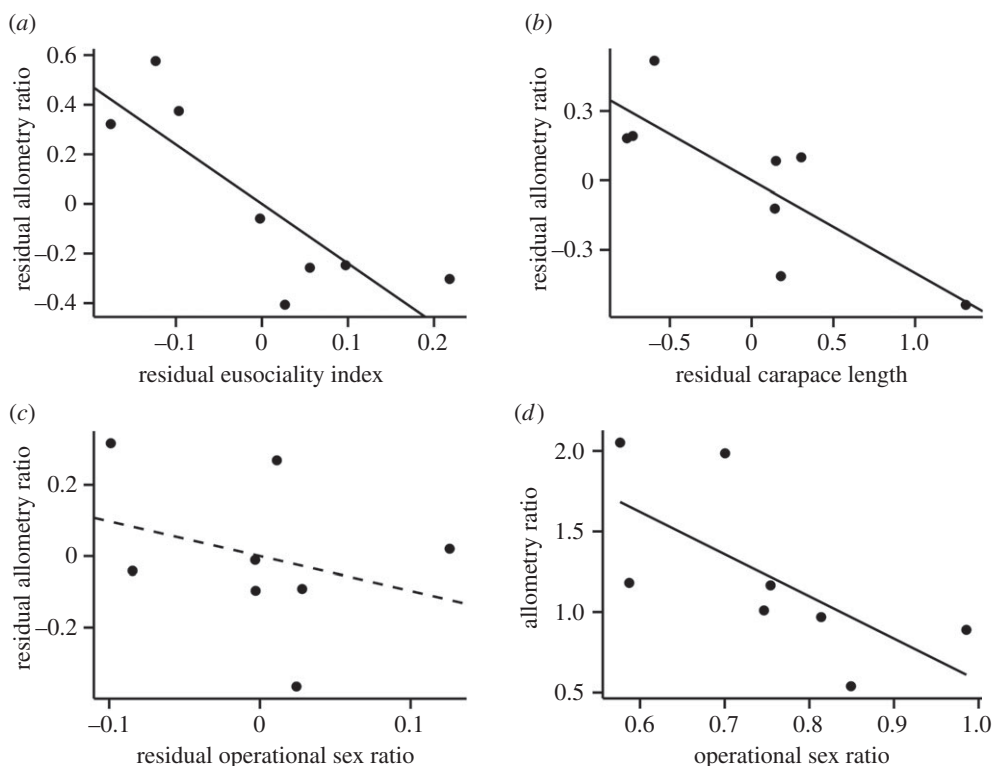 (a)
0.6
0.4
0.2
0
−0.2
−0.4
residual allometry ratio
−0.1 0 0.1 0.2
residual eusociality index
(b)
0.3
0
−0.3
residual allometry ratio
−0.5 0 0.5 1.0
residual carapace length
(c)
0.2
0
−0.2
residual allometry ratio
−0.1 0 0.1
residual operational sex ratio
(d)
2.0
1.5
1.0
0.5
allometry ratio
0.6 0.7 0.8 0.9 1.0
operational sex ratio